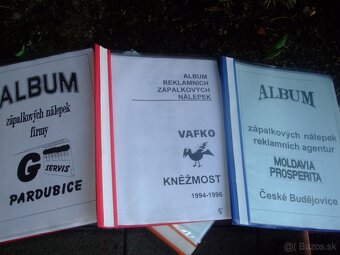 ALBUM
zápalkových nálepek
firmy
G
SERVIS
PARDUBICE
ALBUM
REKLAMNÍCH
ZÁPALKOVÝCH
NÁLEPEK
VAFKO
KNĚŽMOST
1994-1996
ALBUM
zápalkových nálepek
reklamních agentur
MOLDAVIA
PROSPERITA
České Budějovice
Bazos.sk